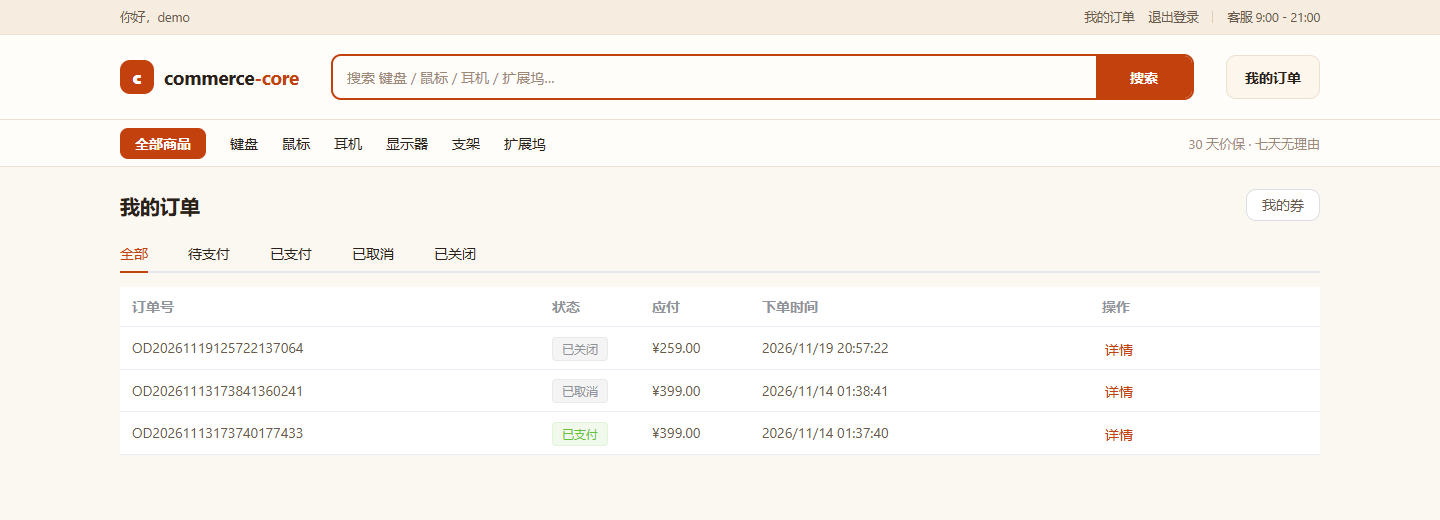 你好，demo 我的订单 退出登录 客服 9:00 - 21:00
c commerce-core 搜索 键盘 / 鼠标 / 耳机 / 扩展坞... 搜索 我的订单
全部商品 键盘 鼠标 耳机 显示器 支架 扩展坞 30 天价保 · 七天无理由
我的订单 我的券
全部 待支付 已支付 已取消 已关闭
订单号 状态 应付 下单时间 操作
OD20261119125722137064 已关闭 ¥259.00 2026/11/19 20:57:22 详情
OD20261113173841360241 已取消 ¥399.00 2026/11/14 01:38:41 详情
OD20261113173740177433 已支付 ¥399.00 2026/11/14 01:37:40 详情